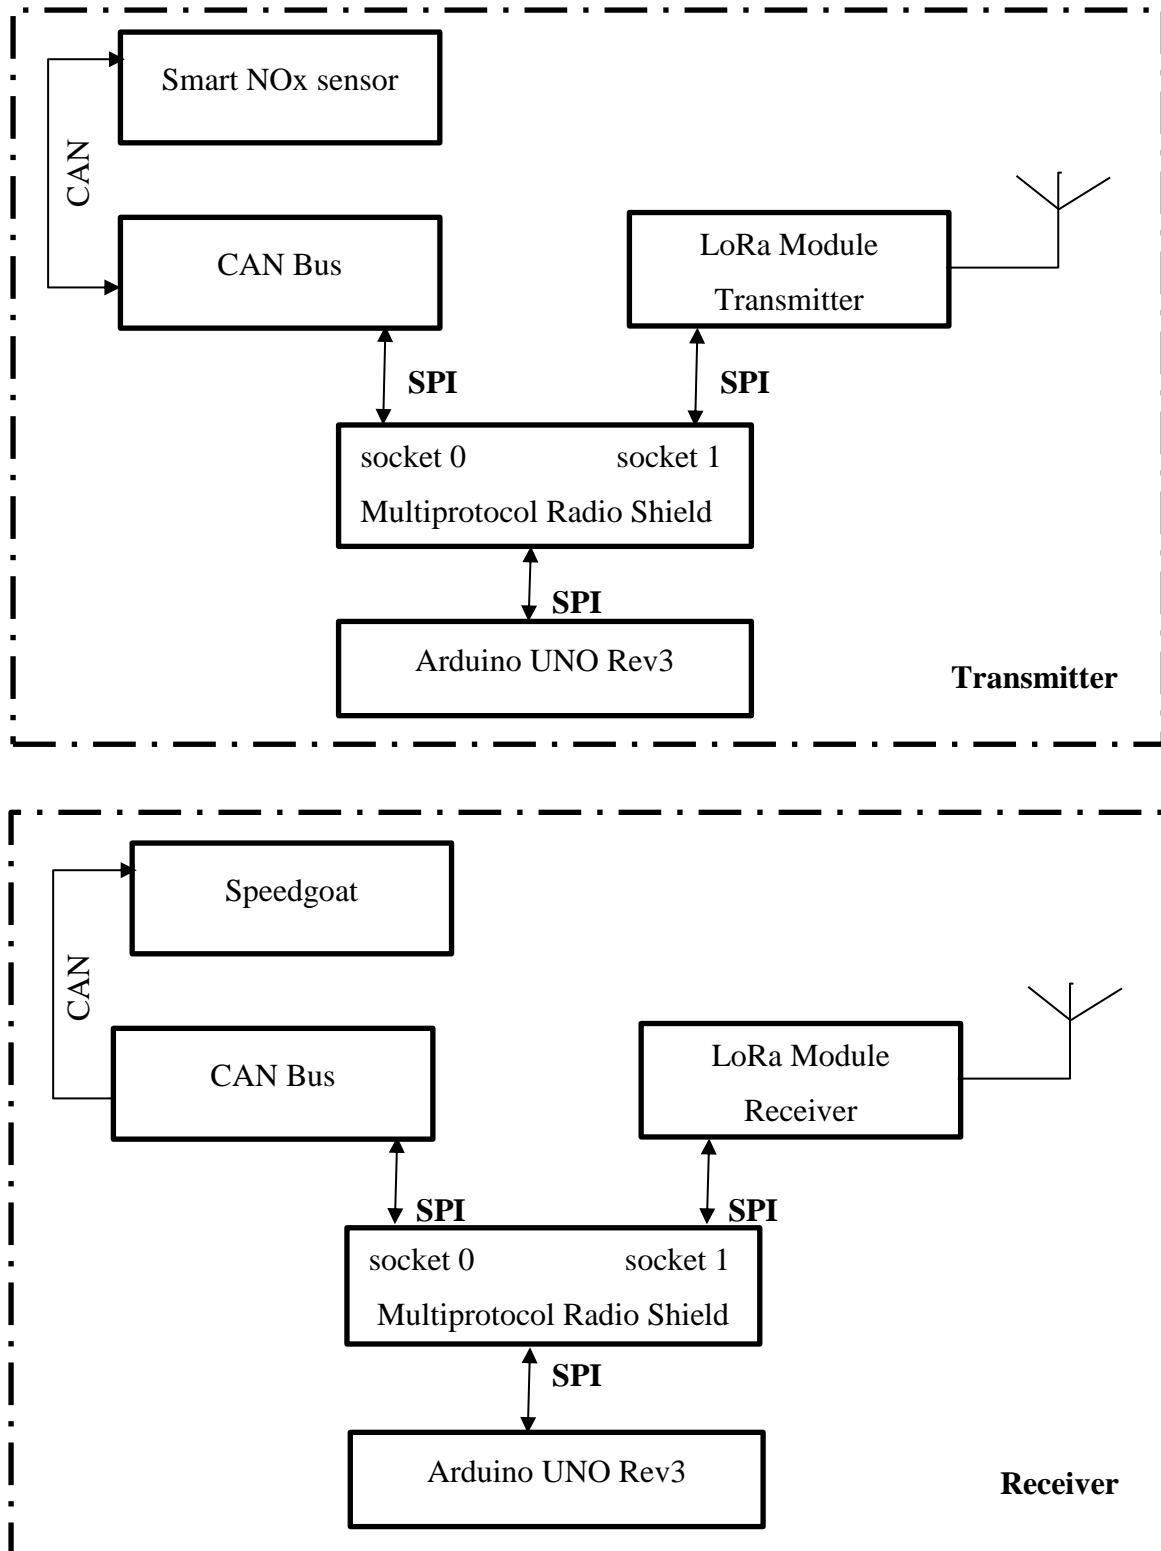 Smart NOx sensor
CAN
CAN Bus
LoRa Module
Transmitter
SPI
SPI
socket 0
socket 1
Multiprotocol Radio Shield
SPI
Arduino UNO Rev3
Transmitter
Speedgoat
CAN
CAN Bus
LoRa Module
Receiver
SPI
SPI
socket 0
socket 1
Multiprotocol Radio Shield
SPI
Arduino UNO Rev3
Receiver